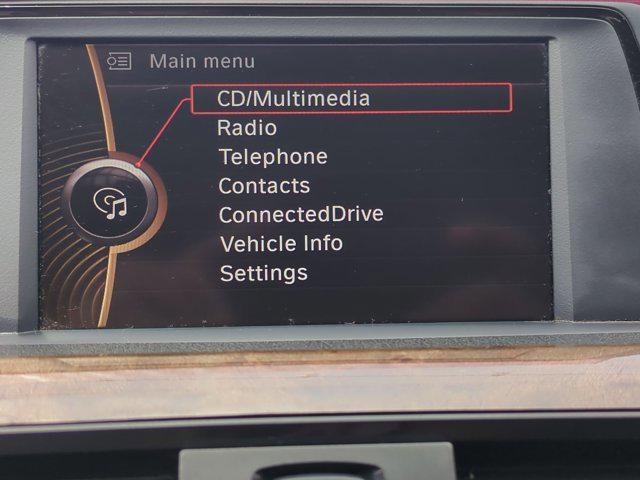 Main menu
CD/Multimedia
Radio
Telephone
Contacts
ConnectedDrive
Vehicle Info
Settings